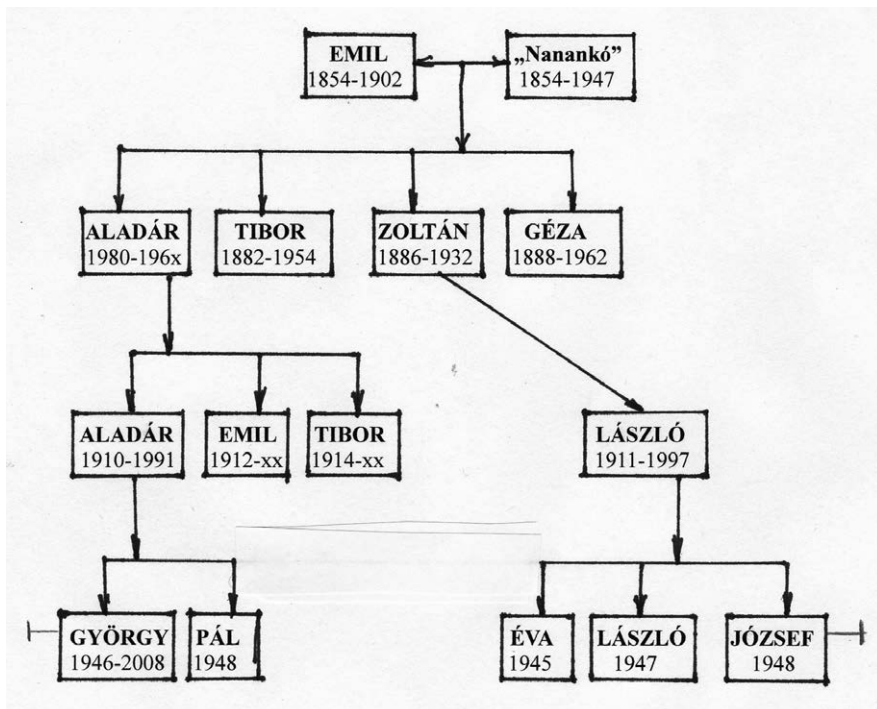 EMIL
1854-1902
„Nanankó”
1854-1947
ALADÁR
1980-196x
TIBOR
1882-1954
ZOLTÁN
1886-1932
GÉZA
1888-1962
ALADÁR
1910-1991
EMIL
1912-xx
TIBOR
1914-xx
LÁSZLÓ
1911-1997
GYÖRGY
1946-2008
PÁL
1948
ÉVA
1945
LÁSZLÓ
1947
JÓZSEF
1948